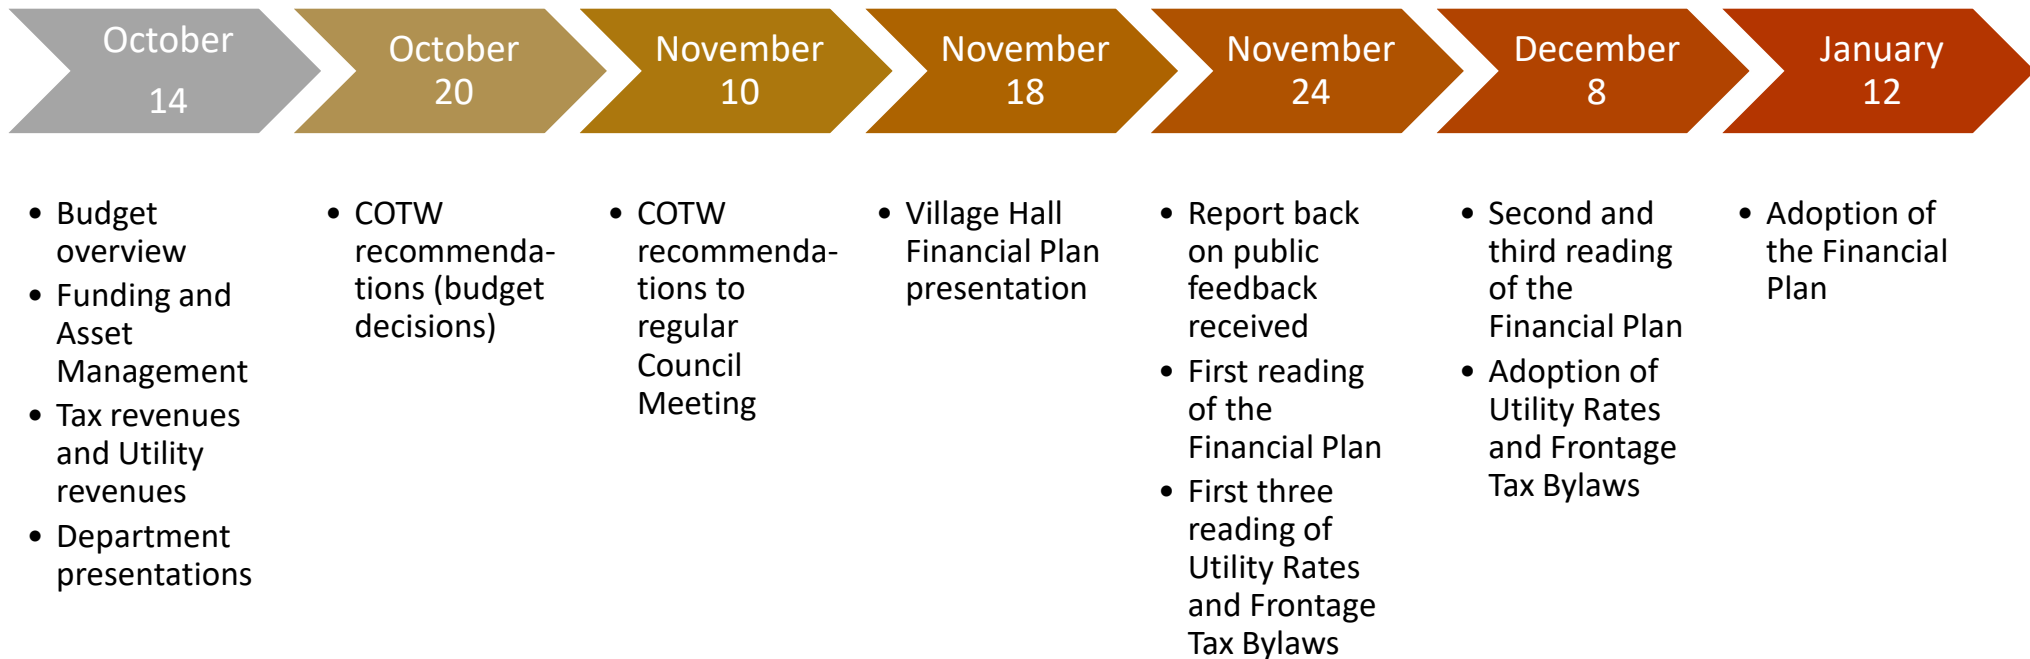 October
14
October
20
November
10
November
18
November
24
December
8
January
12
• Budget
overview
• Funding and
Asset
Management
• Tax revenues
and Utility
revenues
• Department
presentations
• COTW
recommenda-
tions (budget
decisions)
• COTW
recommenda-
tions to
regular
Council
Meeting
• Village Hall
Financial Plan
presentation
• Report back
on public
feedback
received
• First reading
of the
Financial Plan
• First three
reading of
Utility Rates
and Frontage
Tax Bylaws
• Second and
third reading
of the
Financial Plan
• Adoption of
Utility Rates
and Frontage
Tax Bylaws
• Adoption of
the Financial
Plan